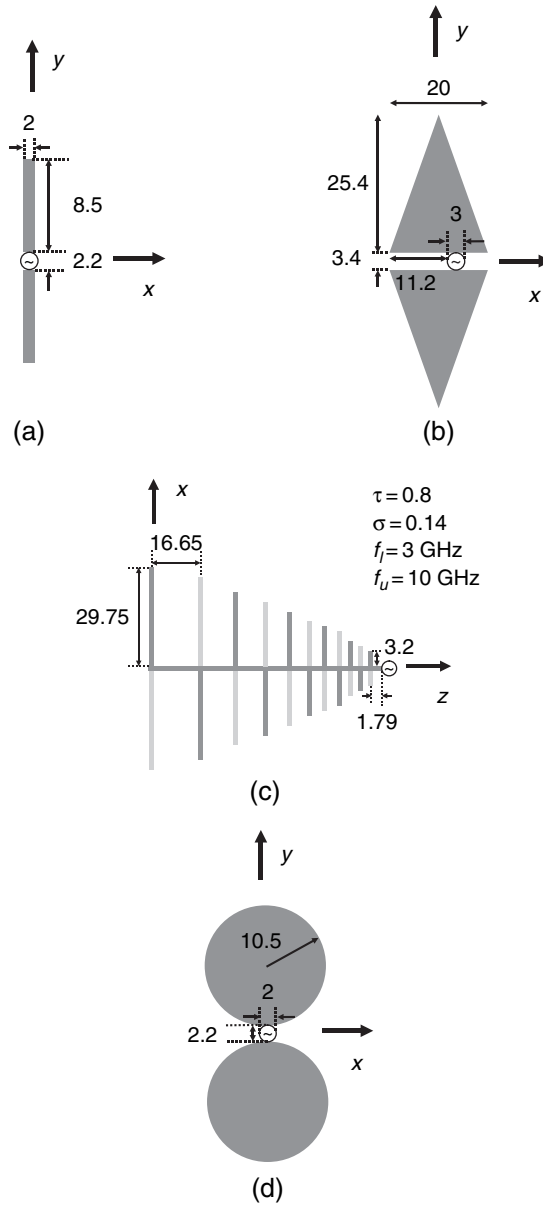 y
2
8.5
2.2
x
(a)
y
20
25.4
3
3.4
11.2
x
(b)
x
τ = 0.8
σ = 0.14
f_l = 3 GHz
f_u = 10 GHz
16.65
29.75
3.2
z
1.79
(c)
y
10.5
2
2.2
x
(d)